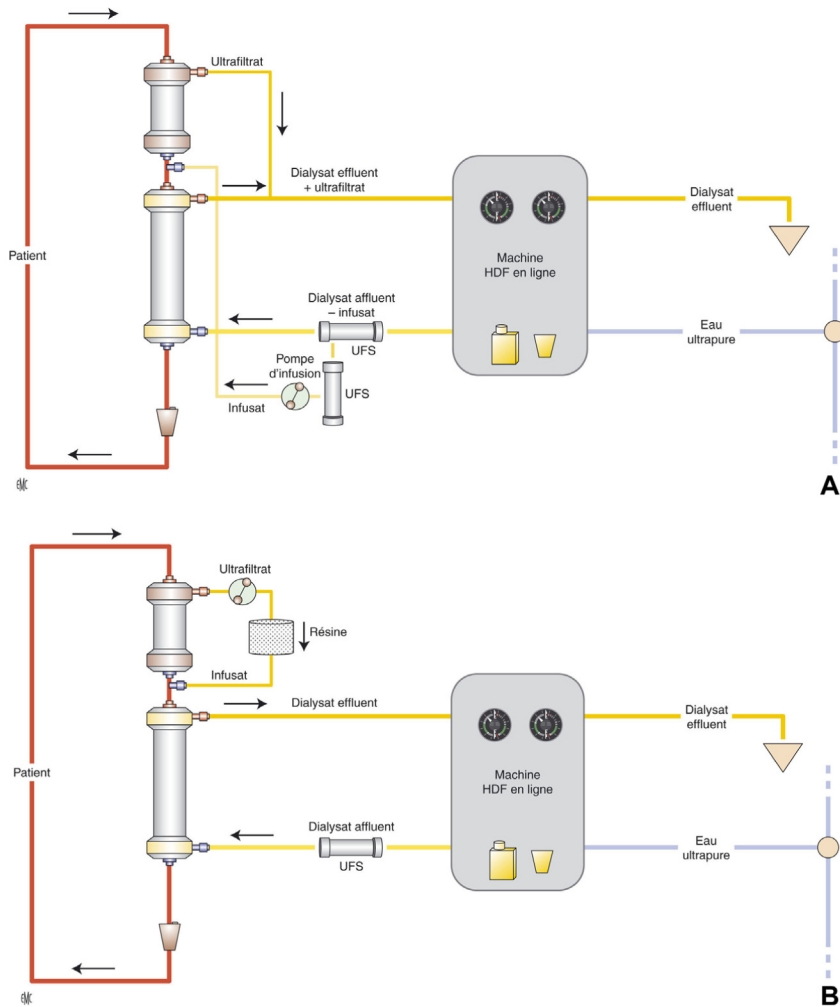 Ultrafiltrat
Dialysat effluent
+ ultrafiltrat
Dialysat
effluent
Patient
Machine
HDF en ligne
Dialysat affluent
– infusat
UFS
Eau
ultrapure
Pompe
d'infusion
UFS
Infusat
EMC
A
Ultrafiltrat
Résine
Infusat
Dialysat effluent
Dialysat
effluent
Patient
Machine
HDF en ligne
Dialysat affluent
UFS
Eau
ultrapure
EMC
B